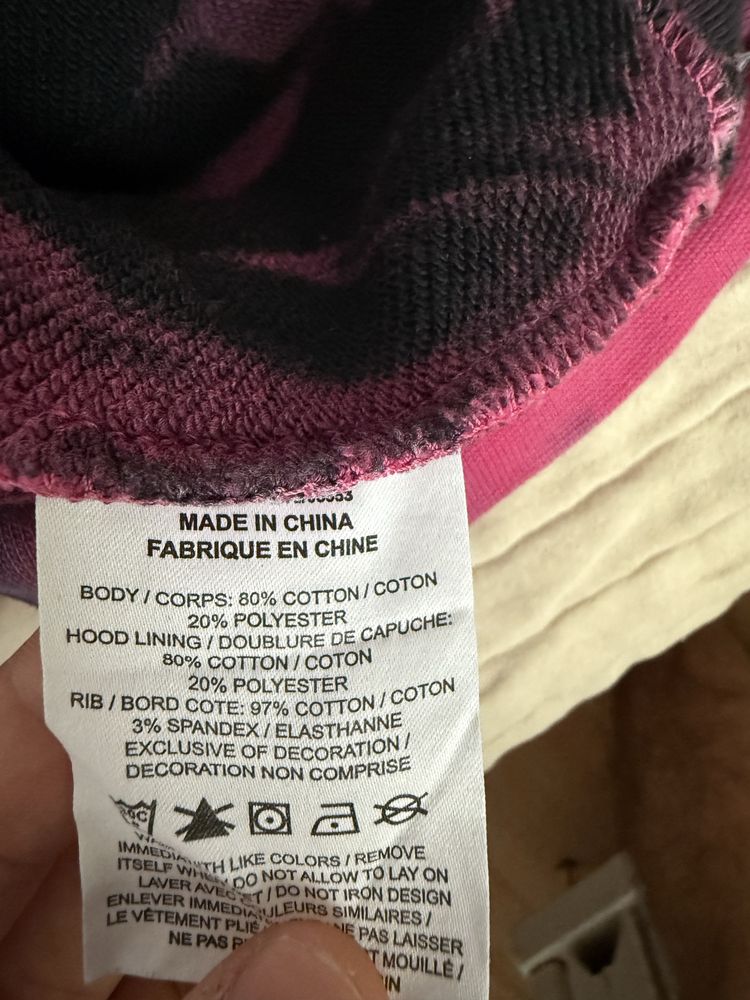 MADE IN CHINA
FABRIQUE EN CHINE
BODY / CORPS: 80% COTTON / COTON
20% POLYESTER
HOOD LINING / DOUBLURE DE CAPUCHE:
80% COTTON / COTON
20% POLYESTER
RIB / BORD COTE: 97% COTTON / COTON
3% SPANDEX / ELASTHANNE
EXCLUSIVE OF DECORATION /
DECORATION NON COMPRISE
LIKE COLORS / REMOVE
ITSELF DO NOT ALLOW TO LAY ON
LAVER / DO NOT IRON DESIGN
ENLEVER SIMILAIRES /
LE VÊTEMENT NE PAS LAISSER
NE PAS MOUILLÉ /